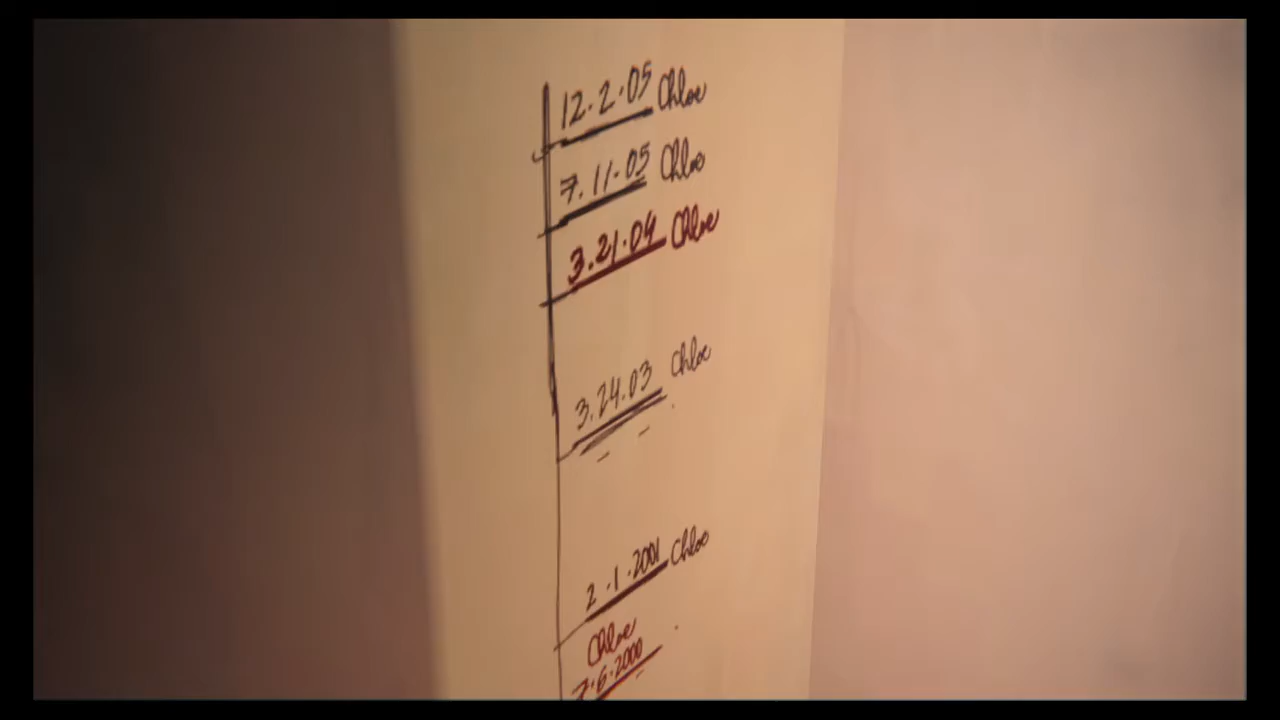 12.2.05 Chloe
7.11.05 Chloe
3.21.04 Chloe
3.24.03 Chloe
2.1.2001 Chloe
Chloe
7.6.2000